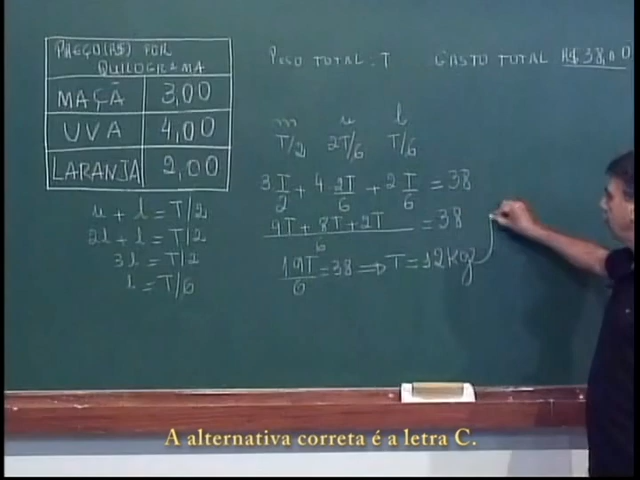 PREÇO(R$) POR
QUILOGRAMA
MAÇÃ 3,00
UVA 4,00
LARANJA 2,00
PESO TOTAL: T
GASTO TOTAL R$38,00
m u l
T/2 2T/6 T/6
3 T/2 + 4 · 2T/6 + 2 T/6 = 38
9T + 8T + 2T / 6 = 38
19T/6 = 38 ⇒ T = 12kg
u + l = T/2
2l + l = T/2
3l = T/2
l = T/6
A alternativa correta é a letra C.